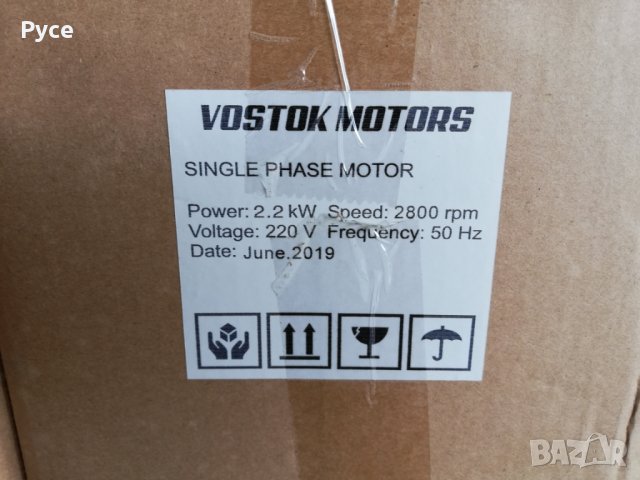 Русе
VOSTOK MOTORS
SINGLE PHASE MOTOR
Power: 2.2 kW Speed: 2800 rpm
Voltage: 220 V Frequency: 50 Hz
Date: June.2019
BAZAR